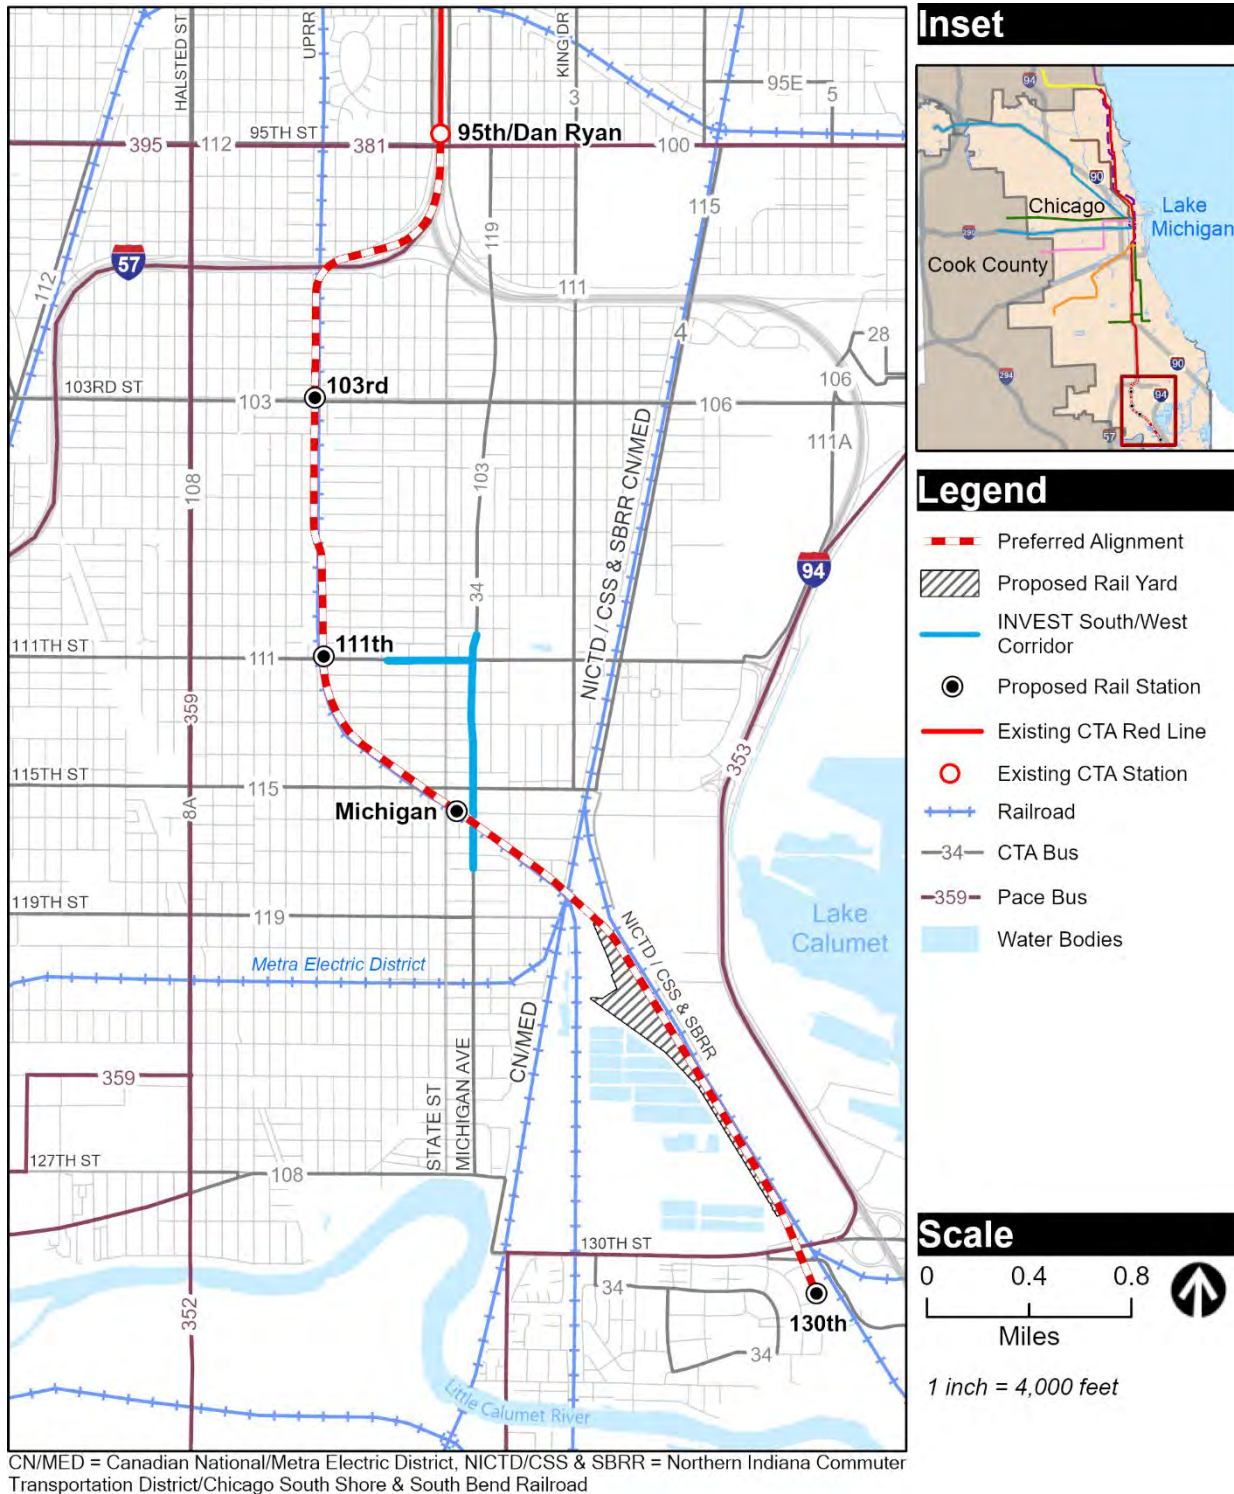 HALSTED ST
UPRR
KING DR
3
95E
5
95TH ST
95th/Dan Ryan
395
112
381
100
115
119
57
112
111
4
28
103RD ST
103rd
103
106
106
111A
108
103
NICTD / CSS & SBRR CN/MED
34
94
111TH ST
111
111th
359
353
115TH ST
115
8A
Michigan
119TH ST
119
Lake
Calumet
NICTD / CSS & SBRR
Metra Electric District
CN/MED
359
STATE ST
MICHIGAN AVE
127TH ST
108
130TH ST
34
130th
352
34
Little Calumet River
CN/MED = Canadian National/Metra Electric District, NICTD/CSS & SBRR = Northern Indiana Commuter
Transportation District/Chicago South Shore & South Bend Railroad
Inset
94
90
Chicago
Lake
Michigan
290
Cook County
294
90
94
57
Legend
Preferred Alignment
Proposed Rail Yard
INVEST South/West
Corridor
Proposed Rail Station
Existing CTA Red Line
Existing CTA Station
Railroad
34 CTA Bus
359 Pace Bus
Water Bodies
Scale
0 0.4 0.8
Miles
1 inch = 4,000 feet